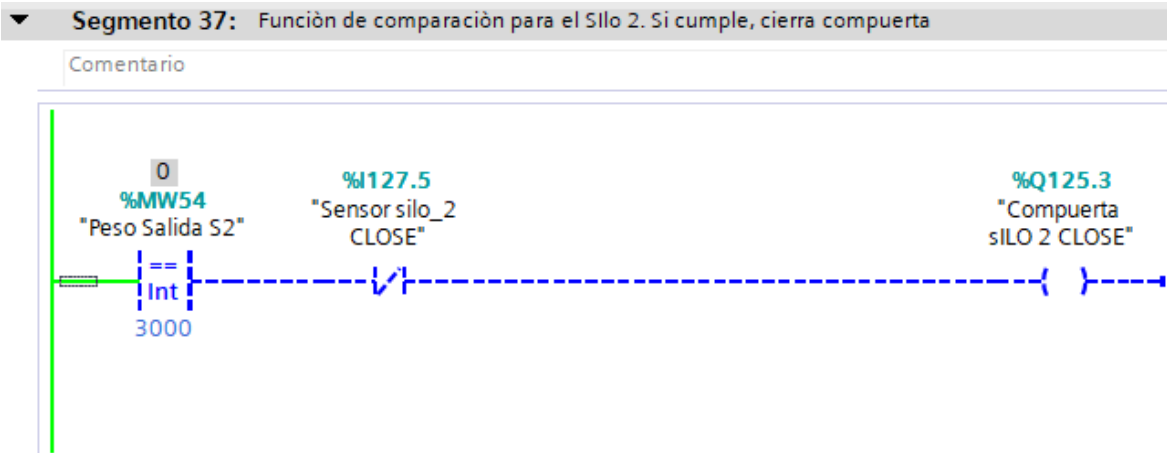 Segmento 37: Funciòn de comparaciòn para el SIlo 2. Si cumple, cierra compuerta
Comentario
0
%MW54
"Peso Salida S2"
==
Int
3000
%I127.5
"Sensor silo_2
CLOSE"
%Q125.3
"Compuerta
sILO 2 CLOSE"